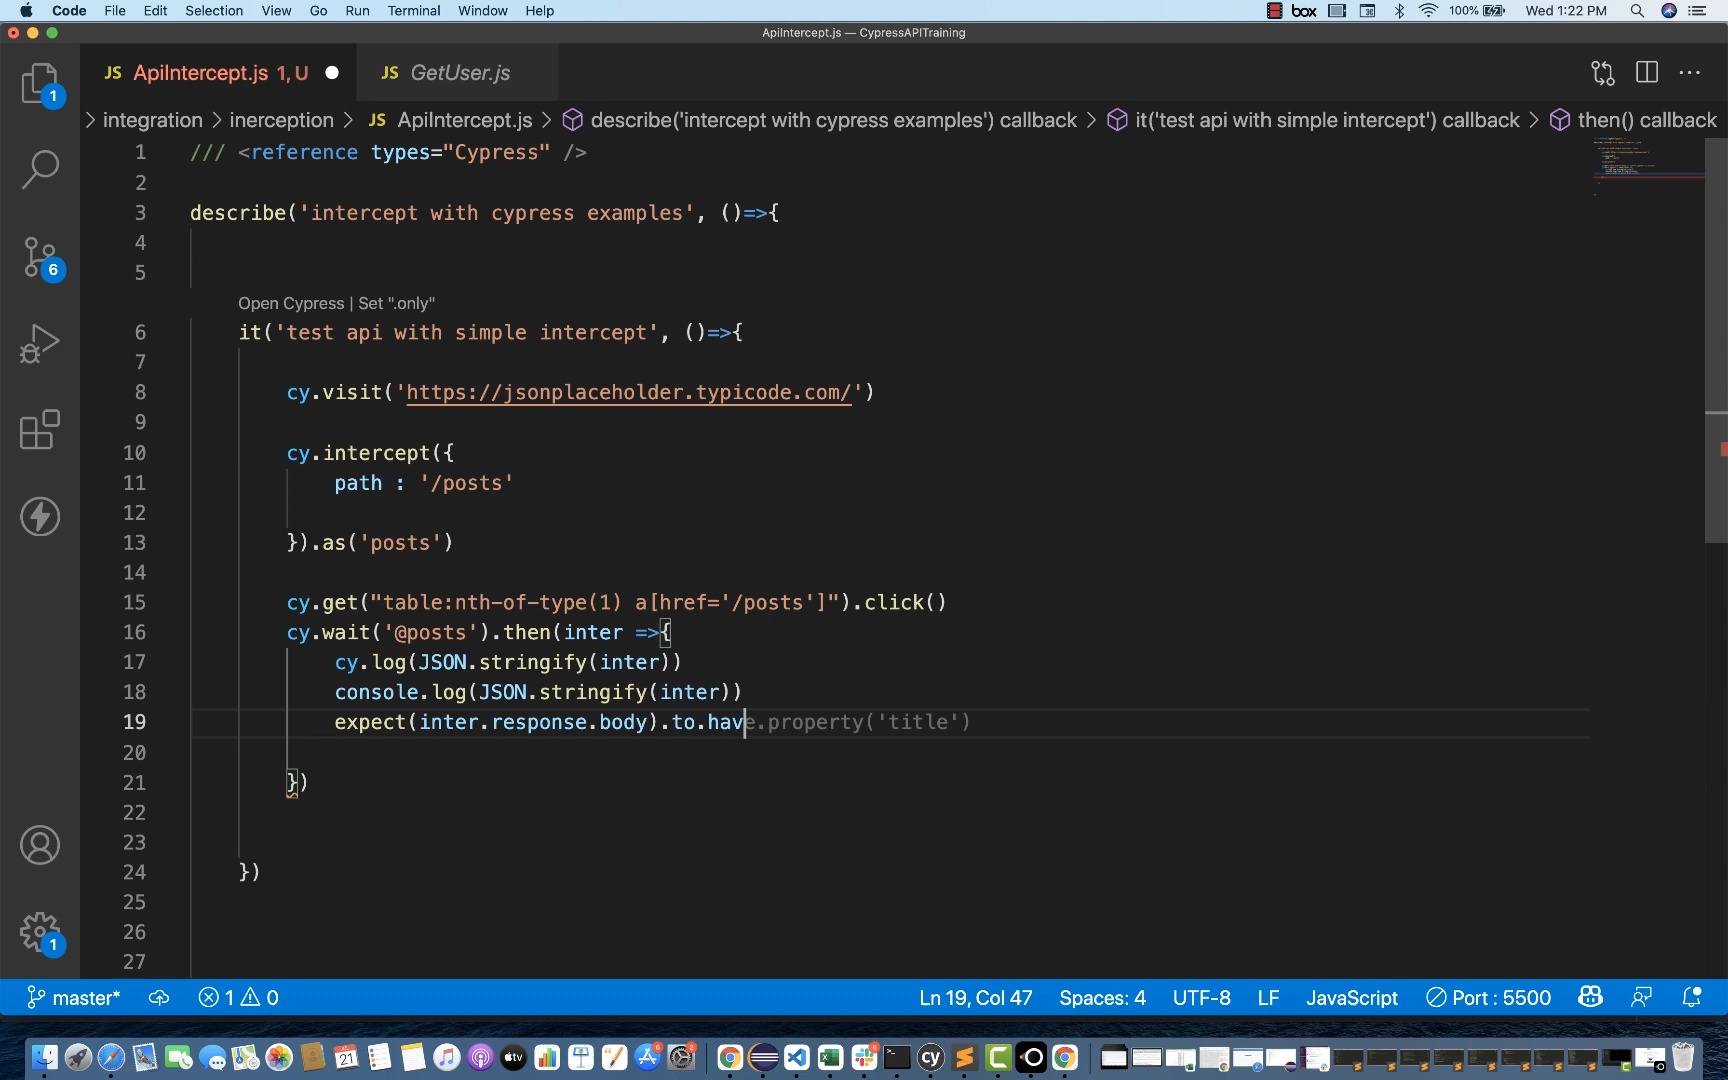 Code File Edit Selection View Go Run Terminal Window Help box 100% Wed 1:22 PM
ApiIntercept.js — CypressAPITraining
JS ApiIntercept.js 1, U JS GetUser.js
1
> integration > inerception > JS ApiIntercept.js > describe('intercept with cypress examples') callback > it('test api with simple intercept') callback > then() callback
1 /// <reference types="Cypress" />
2
3 describe('intercept with cypress examples', ()=>{
4
5
6
Open Cypress | Set ".only"
6 it('test api with simple intercept', ()=>{
7
8 cy.visit('https://jsonplaceholder.typicode.com/')
9
10 cy.intercept({
11 path : '/posts'
12
13 }).as('posts')
14
15 cy.get("table:nth-of-type(1) a[href='/posts']").click()
16 cy.wait('@posts').then(inter =>{
17 cy.log(JSON.stringify(inter))
18 console.log(JSON.stringify(inter))
19 expect(inter.response.body).to.have.property('title')
20
21 })
22
23
24 })
25
26
27
1
master* 1 0 Ln 19, Col 47 Spaces: 4 UTF-8 LF JavaScript Port : 5500
21 tv cy